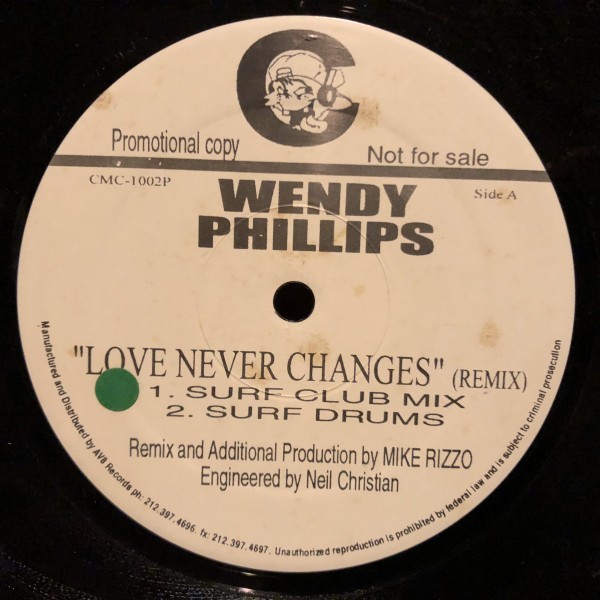 Promotional copy
Not for sale
CMC-1002P
Side A
WENDY
PHILLIPS
"LOVE NEVER CHANGES" (REMIX)
1. SURF CLUB MIX
2. SURF DRUMS
Remix and Additional Production by MIKE RIZZO
Engineered by Neil Christian
Manufactured and Distributed by AV8 Records ph: 212.397.4696. fx: 212.397.4697. Unauthorized reproduction is prohibited by federal law and is subject to criminal prosecution